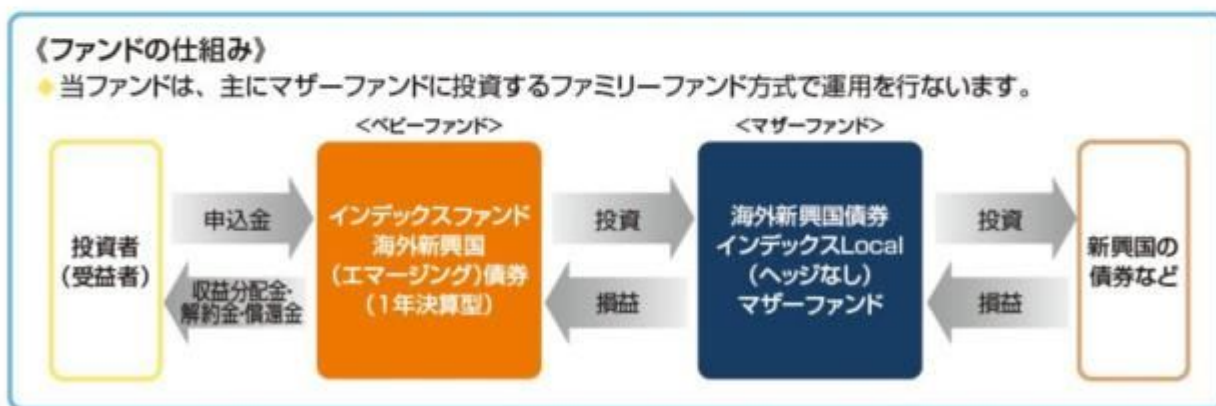 《ファンドの仕組み》
◆当ファンドは、主にマザーファンドに投資するファミリーファンド方式で運用を行ないます。
<ベビーファンド>
<マザーファンド>
投資者
(受益者)
申込金
収益分配金・
解約金・償還金
インデックスファンド
海外新興国
(エマージング)債券
(1年決算型)
投資
損益
海外新興国債券
インデックスLocal
(ヘッジなし)
マザーファンド
投資
損益
新興国の
債券など